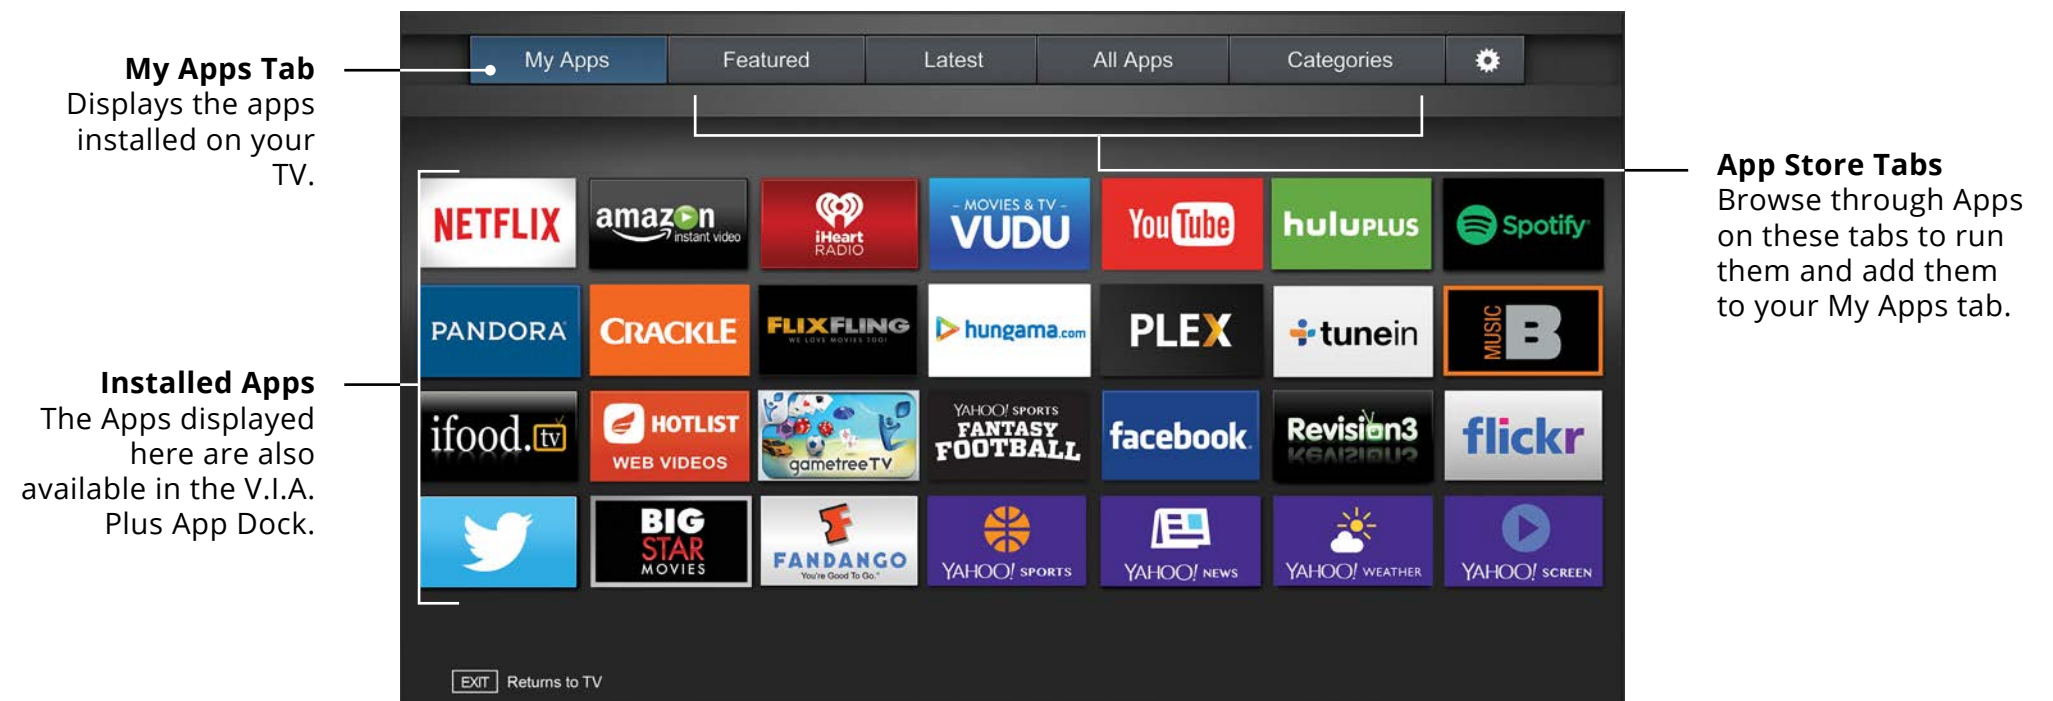 My Apps Tab
Displays the apps
installed on your
TV.
Installed Apps
The Apps displayed
here are also
available in the V.I.A.
Plus App Dock.
My Apps
Featured
Latest
All Apps
Categories
NETFLIX
amazon
instant video
iHeart
RADIO
- MOVIES & TV -
VUDU
YouTube
huluPLUS
Spotify
PANDORA
CRACKLE
FLIXFLING
WE LOVE MOVIES TOO!
hungama.com
PLEX
tunein
MUSIC
B
ifood.tv
HOTLIST
WEB VIDEOS
gametreeTV
YAHOO! SPORTS
FANTASY
FOOTBALL
facebook
Revision3
flickr
BIG
STAR
MOVIES
FANDANGO
You're Good To Go.™
YAHOO! SPORTS
YAHOO! NEWS
YAHOO! WEATHER
YAHOO! SCREEN
EXIT Returns to TV
App Store Tabs
Browse through Apps
on these tabs to run
them and add them
to your My Apps tab.